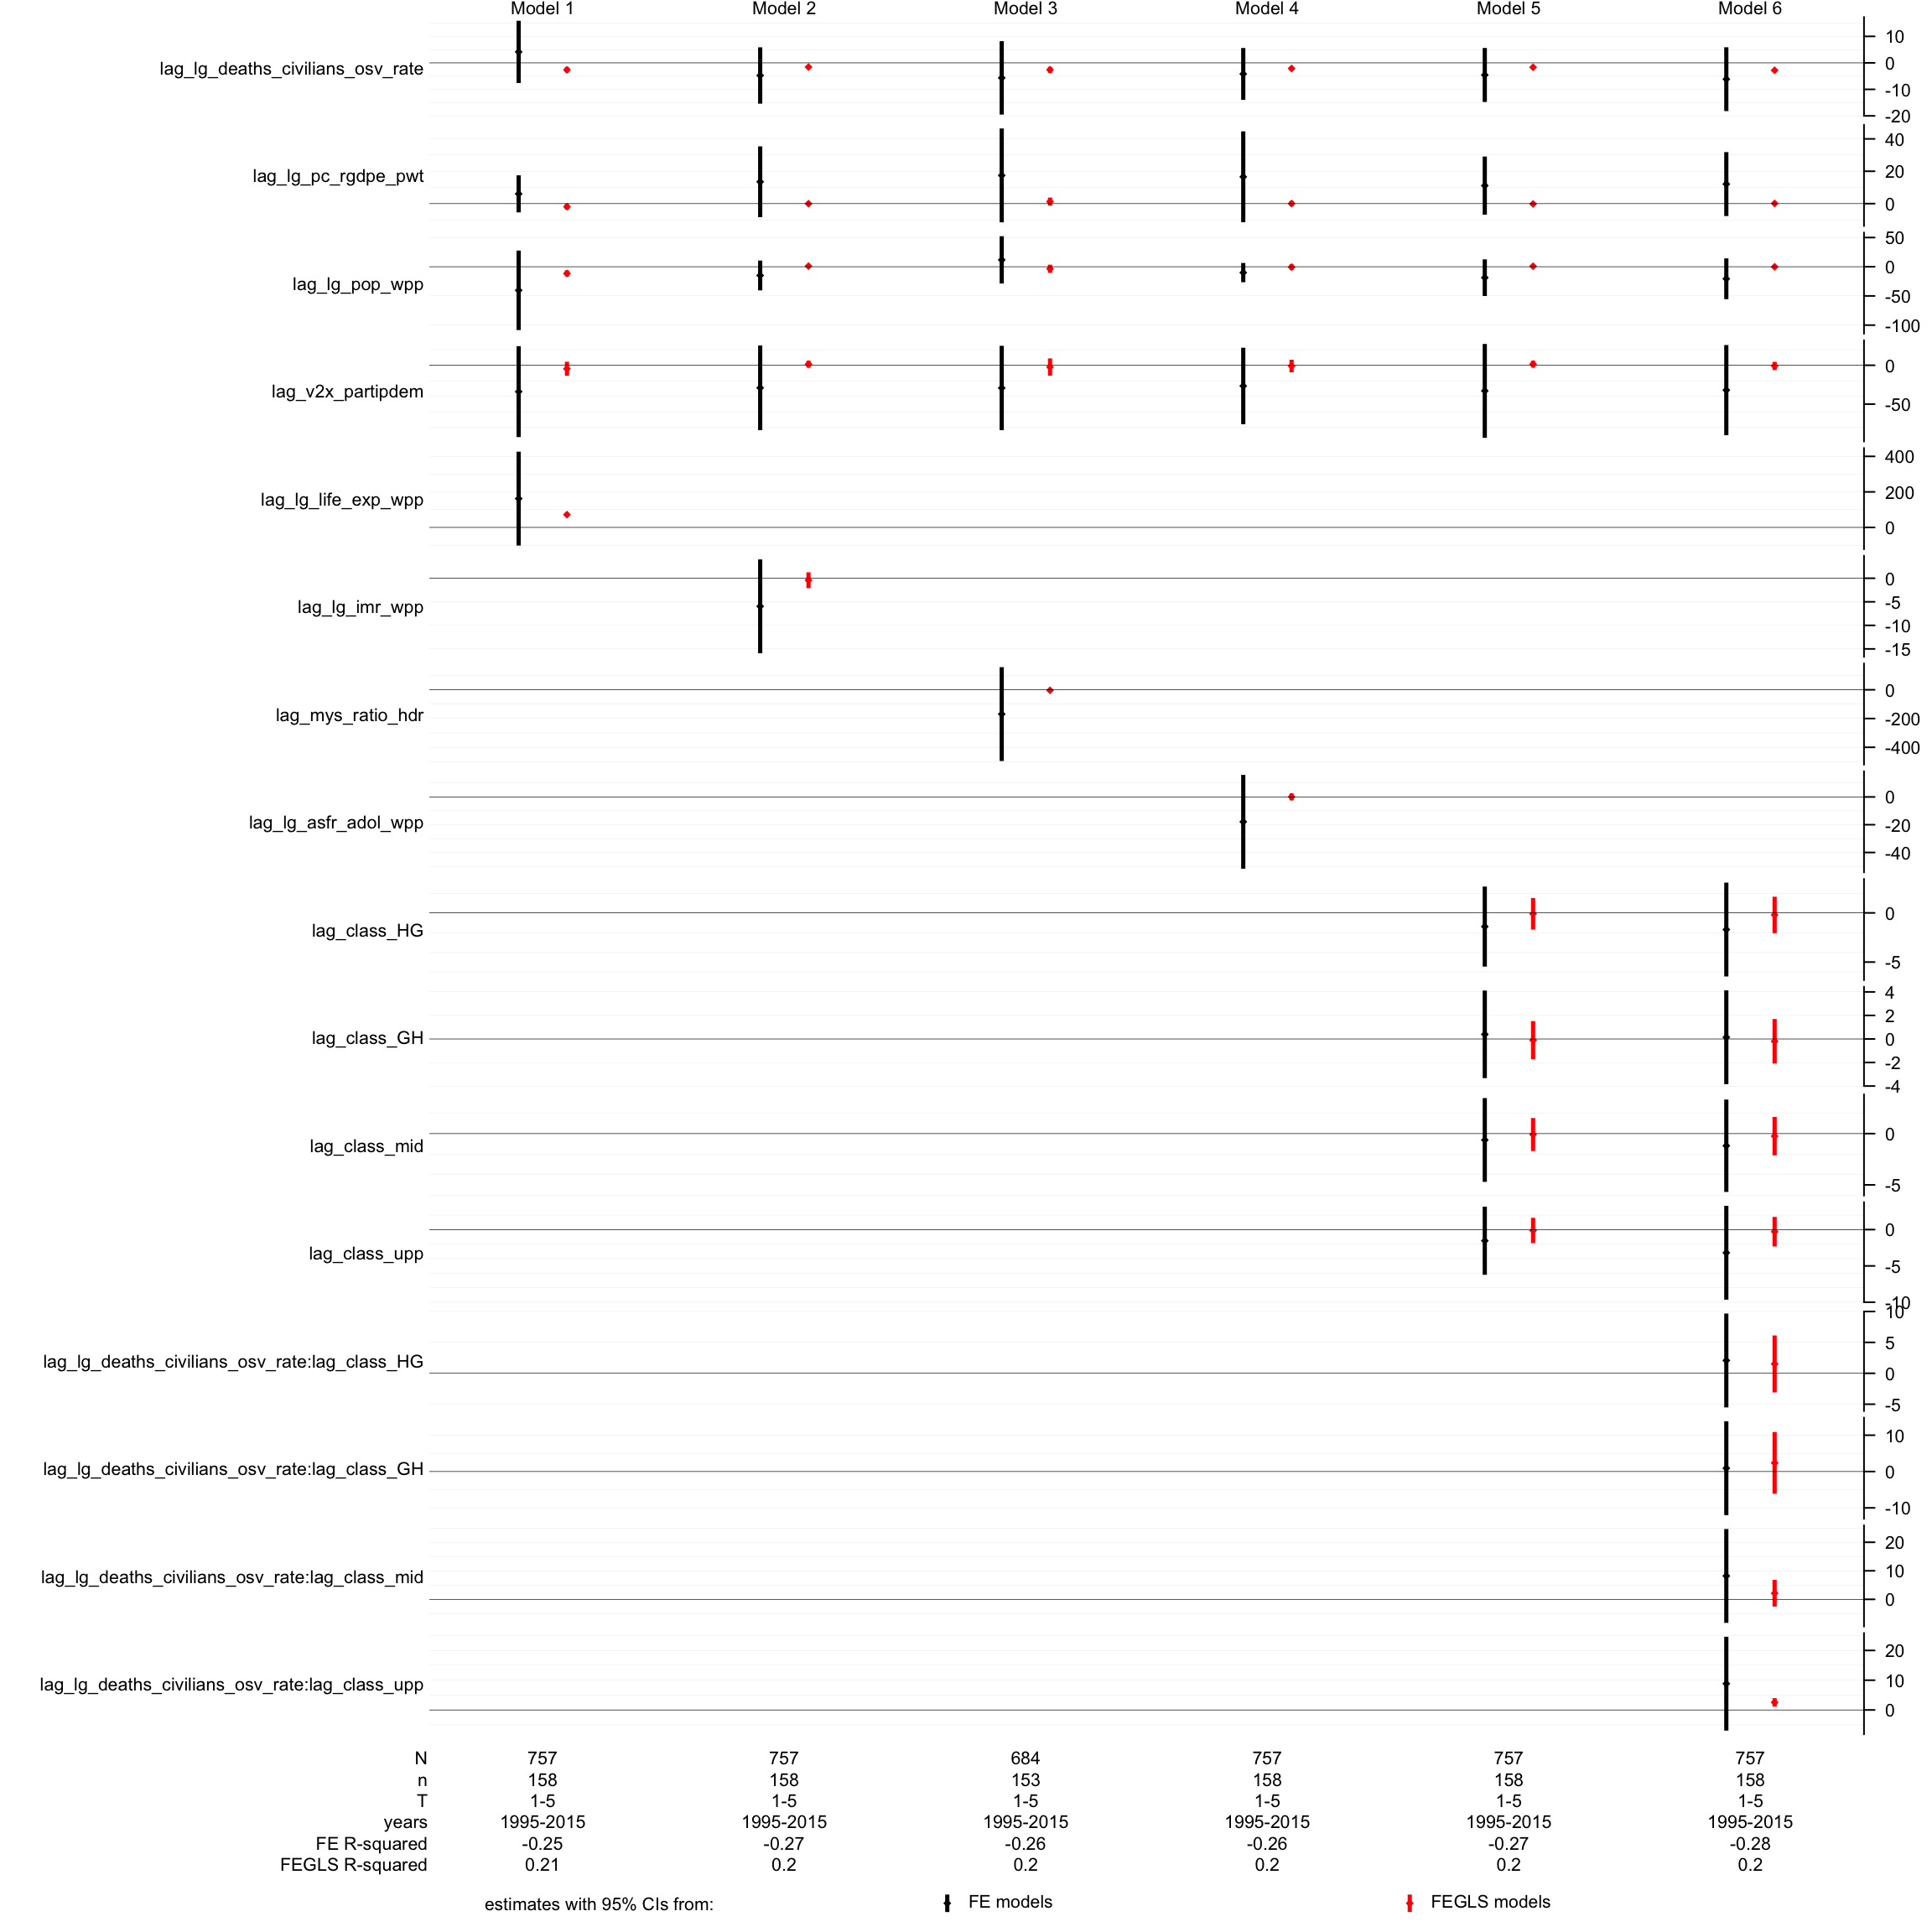 Model 1 Model 2 Model 3 Model 4 Model 5 Model 6
lag_lg_deaths_civilians_osv_rate
10
0
-10
-20
lag_lg_pc_rgdpe_pwt
40
20
0
lag_lg_pop_wpp
50
0
-50
-100
lag_v2x_partipdem
0
-50
lag_lg_life_exp_wpp
400
200
0
lag_lg_imr_wpp
0
-5
-10
-15
lag_mys_ratio_hdr
0
-200
-400
lag_lg_asfr_adol_wpp
0
-20
-40
lag_class_HG
0
-5
lag_class_GH
4
2
0
-2
-4
lag_class_mid
0
-5
lag_class_upp
0
-5
-10
lag_lg_deaths_civilians_osv_rate:lag_class_HG
10
5
0
-5
lag_lg_deaths_civilians_osv_rate:lag_class_GH
10
0
-10
lag_lg_deaths_civilians_osv_rate:lag_class_mid
20
10
0
lag_lg_deaths_civilians_osv_rate:lag_class_upp
20
10
0
N 757 757 684 757 757 757
n 158 158 153 158 158 158
T 1-5 1-5 1-5 1-5 1-5 1-5
years 1995-2015 1995-2015 1995-2015 1995-2015 1995-2015 1995-2015
FE R-squared -0.25 -0.27 -0.26 -0.26 -0.27 -0.28
FEGLS R-squared 0.21 0.2 0.2 0.2 0.2 0.2
estimates with 95% CIs from: FE models FEGLS models